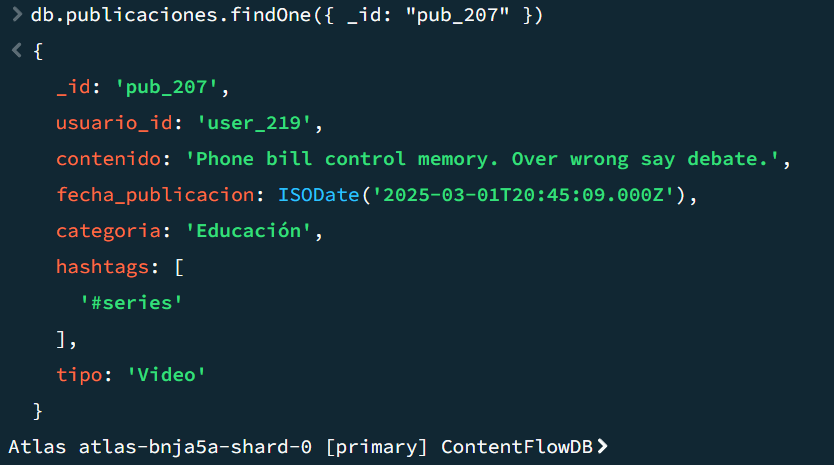 > db.publicaciones.findOne({ _id: "pub_207" })
< {
_id: 'pub_207',
usuario_id: 'user_219',
contenido: 'Phone bill control memory. Over wrong say debate.',
fecha_publicacion: ISODate('2025-03-01T20:45:09.000Z'),
categoria: 'Educación',
hashtags: [
'#series'
],
tipo: 'Video'
}
Atlas atlas-bnja5a-shard-0 [primary] ContentFlowDB>